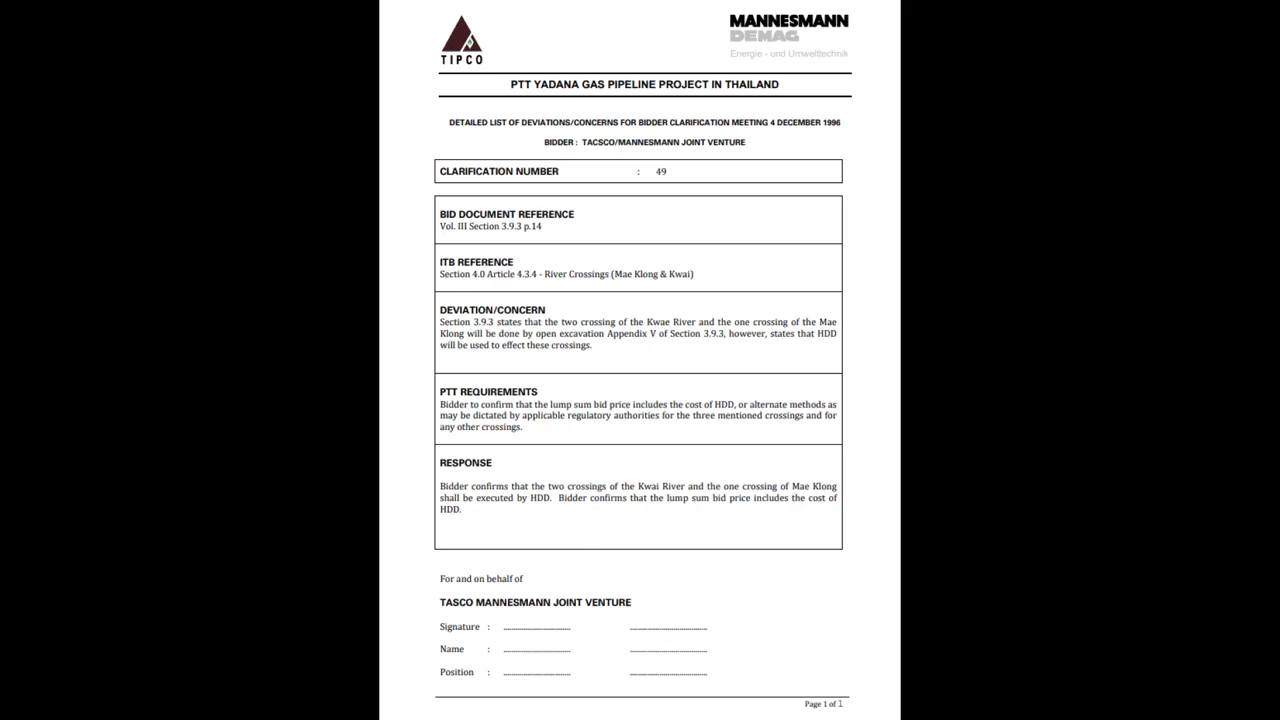 TIPCO
MANNESMANN
DEMAG
Energie - und Umwelttechnik
PTT YADANA GAS PIPELINE PROJECT IN THAILAND
DETAILED LIST OF DEVIATIONS/CONCERNS FOR BIDDER CLARIFICATION MEETING 4 DECEMBER 1996
BIDDER : TACSCO/MANNESMANN JOINT VENTURE
CLARIFICATION NUMBER : 49
BID DOCUMENT REFERENCE
Vol. III Section 3.9.3 p.14
ITB REFERENCE
Section 4.0 Article 4.3.4 - River Crossings (Mae Klong & Kwai)
DEVIATION/CONCERN
Section 3.9.3 states that the two crossing of the Kwae River and the one crossing of the Mae
Klong will be done by open excavation Appendix V of Section 3.9.3, however, states that HDD
will be used to effect these crossings.
PTT REQUIREMENTS
Bidder to confirm that the lump sum bid price includes the cost of HDD, or alternate methods as
may be dictated by applicable regulatory authorities for the three mentioned crossings and for
any other crossings.
RESPONSE
Bidder confirms that the two crossings of the Kwai River and the one crossing of Mae Klong
shall be executed by HDD. Bidder confirms that the lump sum bid price includes the cost of
HDD.
For and on behalf of
TASCO MANNESMANN JOINT VENTURE
Signature : .................................. .......................................
Name : .................................. .......................................
Position : .................................. .......................................
Page 1 of 1